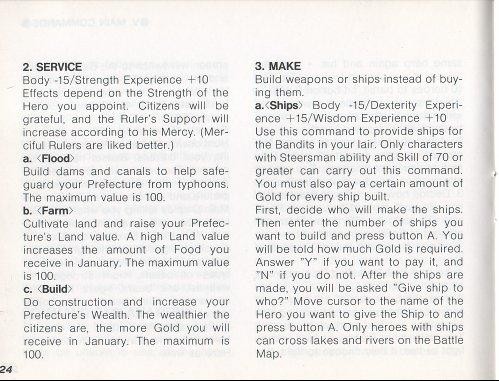 2. SERVICE
Body -15/Strength Experience +10
Effects depend on the Strength of the
Hero you appoint. Citizens will be
grateful, and the Ruler's Support will
increase according to his Mercy. (Mer-
ciful Rulers are liked better.)
a. <Flood>
Build dams and canals to help safe-
guard your Prefecture from typhoons.
The maximum value is 100.
b. <Farm>
Cultivate land and raise your Prefec-
ture's Land value. A high Land value
increases the amount of Food you
receive in January. The maximum value
is 100.
c. <Build>
Do construction and increase your
Prefecture's Wealth. The wealthier the
citizens are, the more Gold you will
receive in January. The maximum is
100.
24
3. MAKE
Build weapons or ships instead of buy-
ing them.
a.<Ships> Body -15/Dexterity Experi-
ence +15/Wisdom Experience +10
Use this command to provide ships for
the Bandits in your lair. Only characters
with Steersman ability and Skill of 70 or
greater can carry out this command.
You must also pay a certain amount of
Gold for every ship built.
First, decide who will make the ships.
Then enter the number of ships you
want to build and press button A. You
will be told how much Gold is required.
Answer "Y" if you want to pay it, and
"N" if you do not. After the ships are
made, you will be asked "Give ship to
who?" Move cursor to the name of the
Hero you want to give the Ship to and
press button A. Only heroes with ships
can cross lakes and rivers on the Battle
Map.